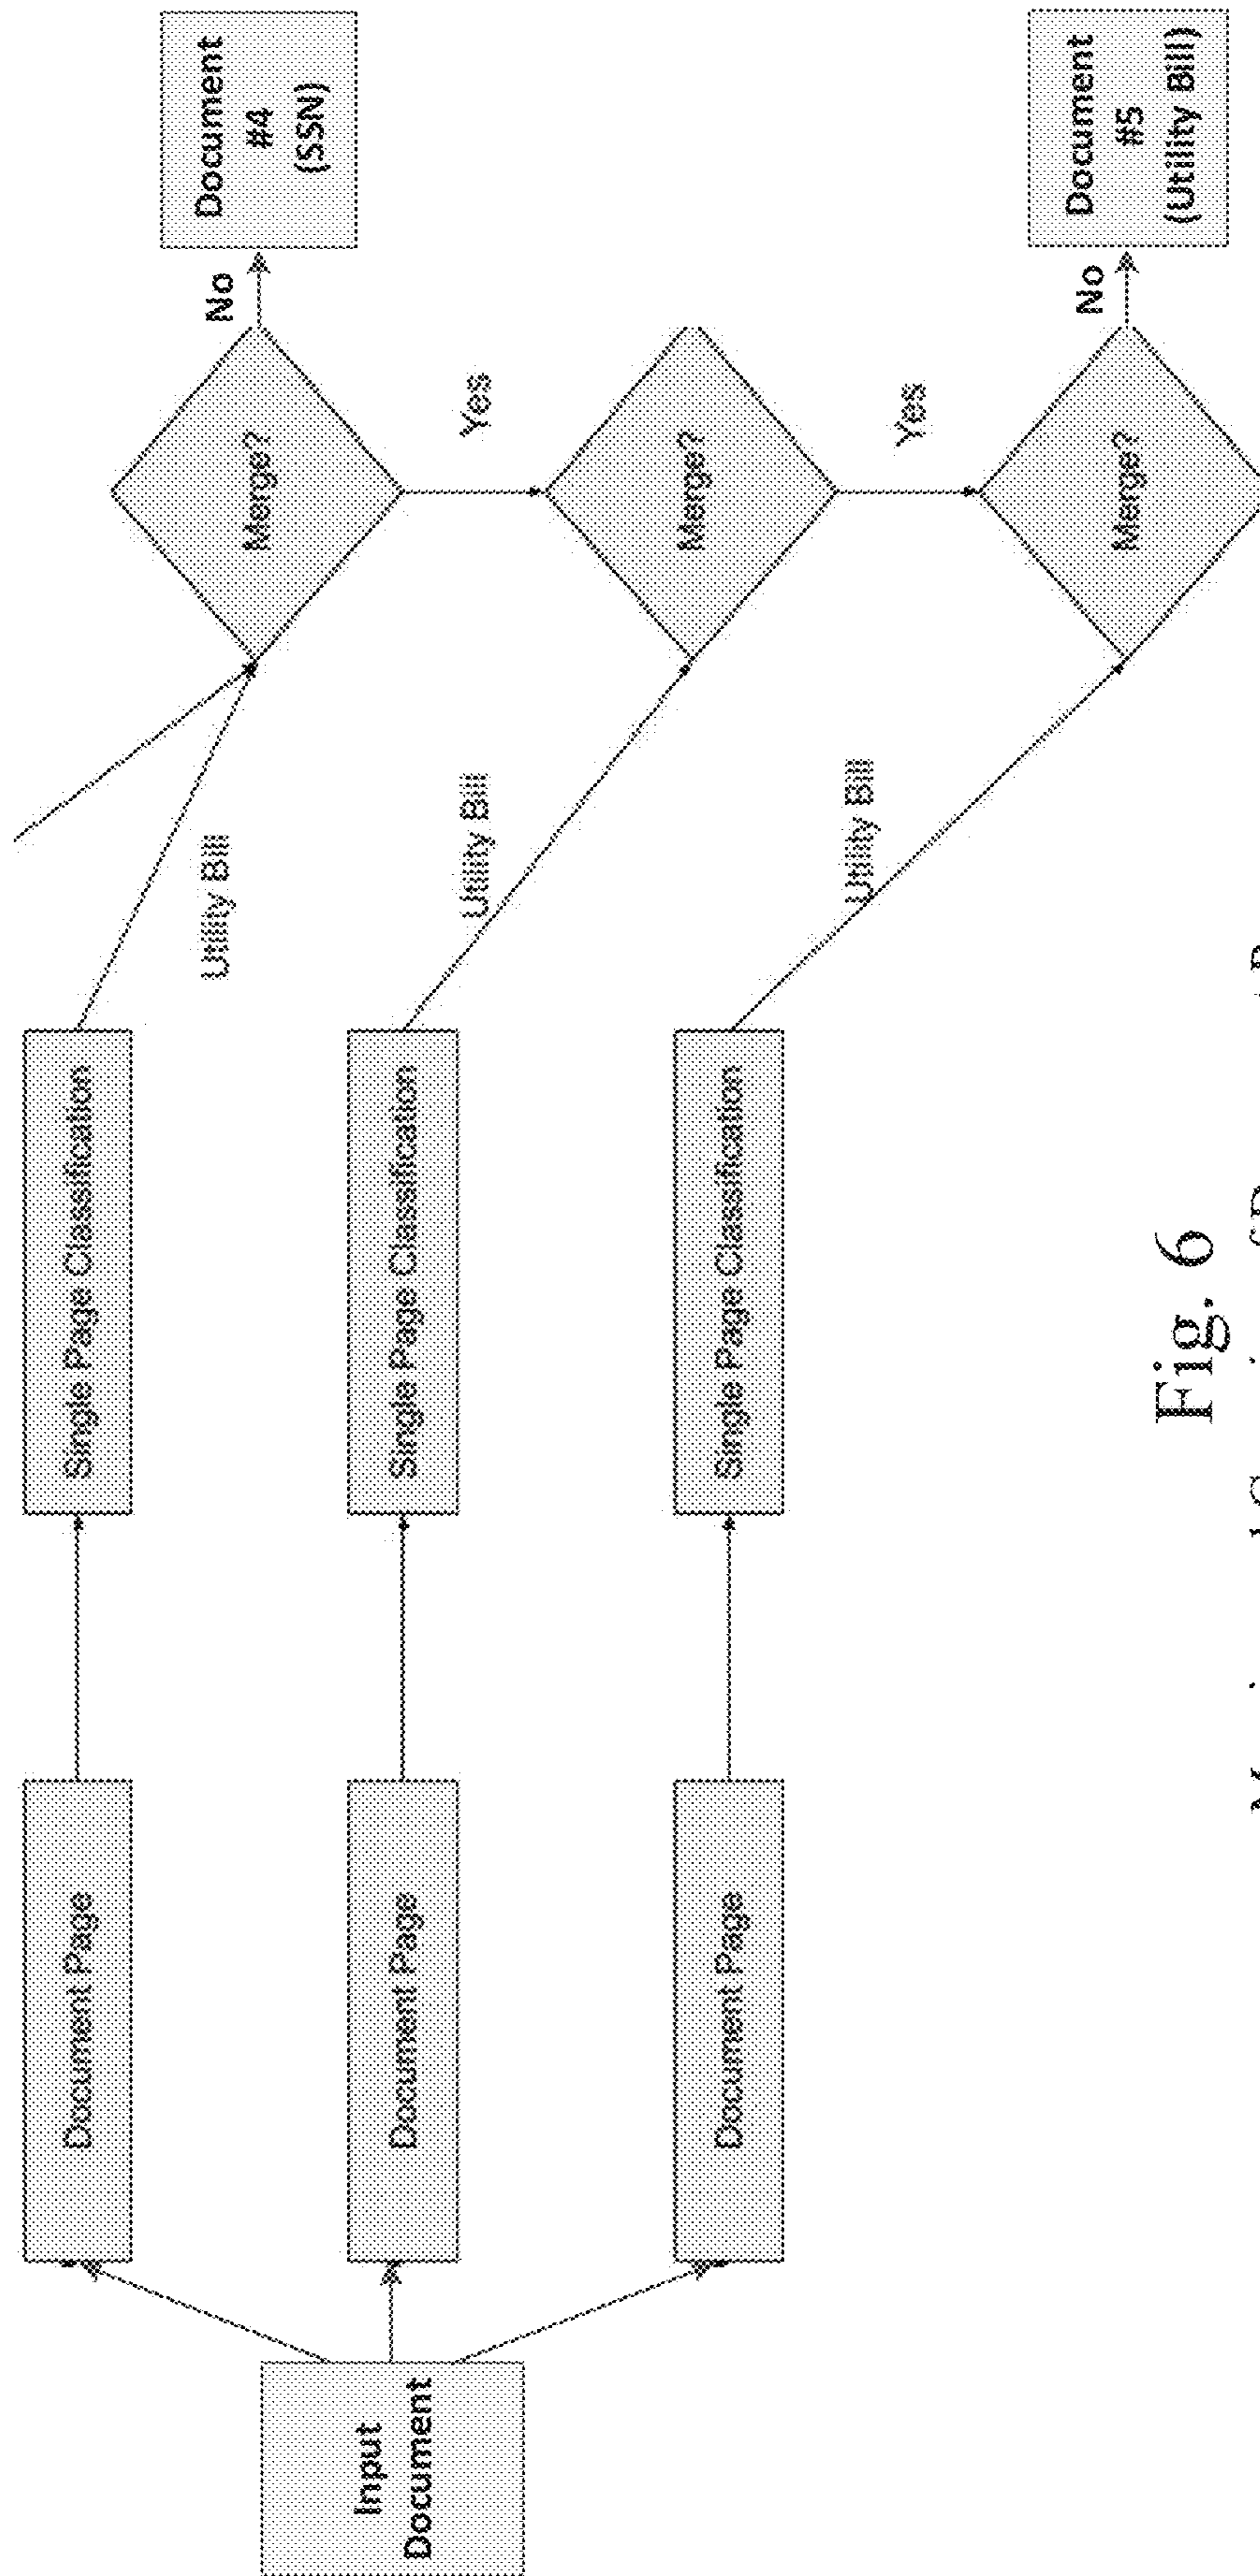 Input
Document
Document Page
Single Page Classification
Utility Bill
Merge?
No
Document
#4
(SSN)
Yes
Document Page
Single Page Classification
Utility Bill
Merge?
Yes
Document Page
Single Page Classification
Utility Bill
Merge?
No
Document
#5
(Utility Bill)
Fig. 6